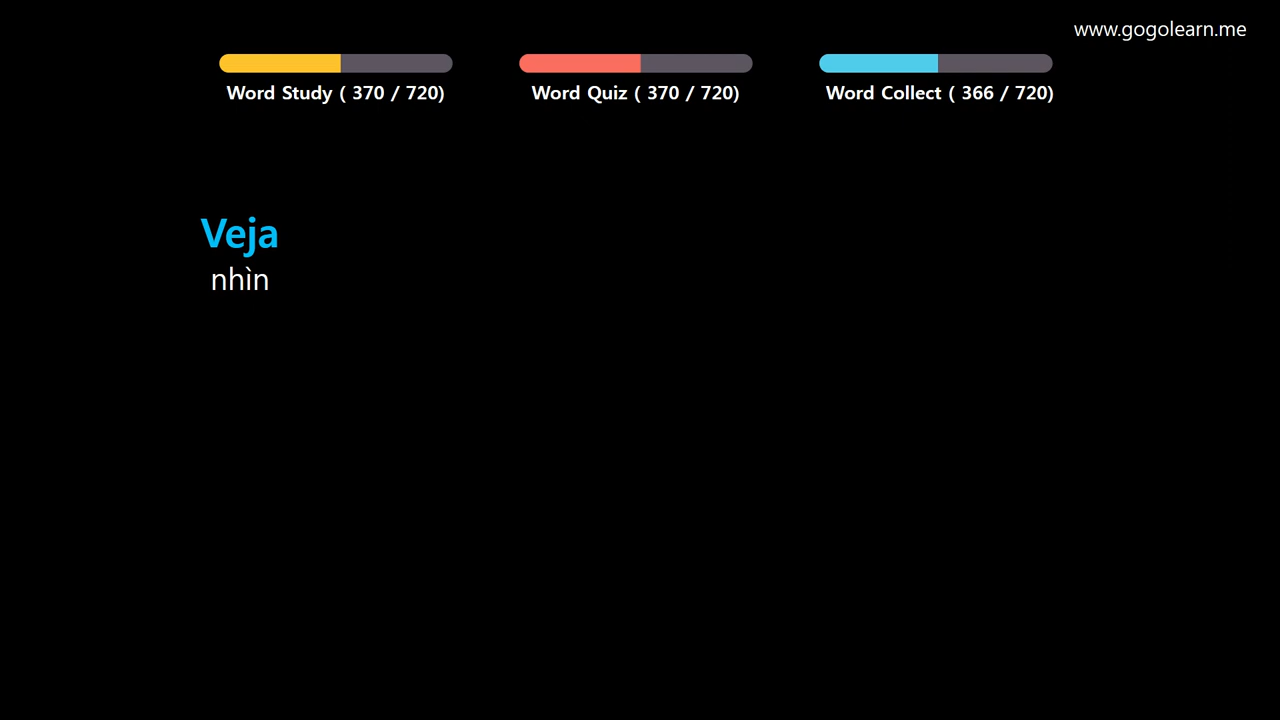 www.gogolearn.me
Word Study ( 370 / 720)
Word Quiz ( 370 / 720)
Word Collect ( 366 / 720)
Veja
nhìn